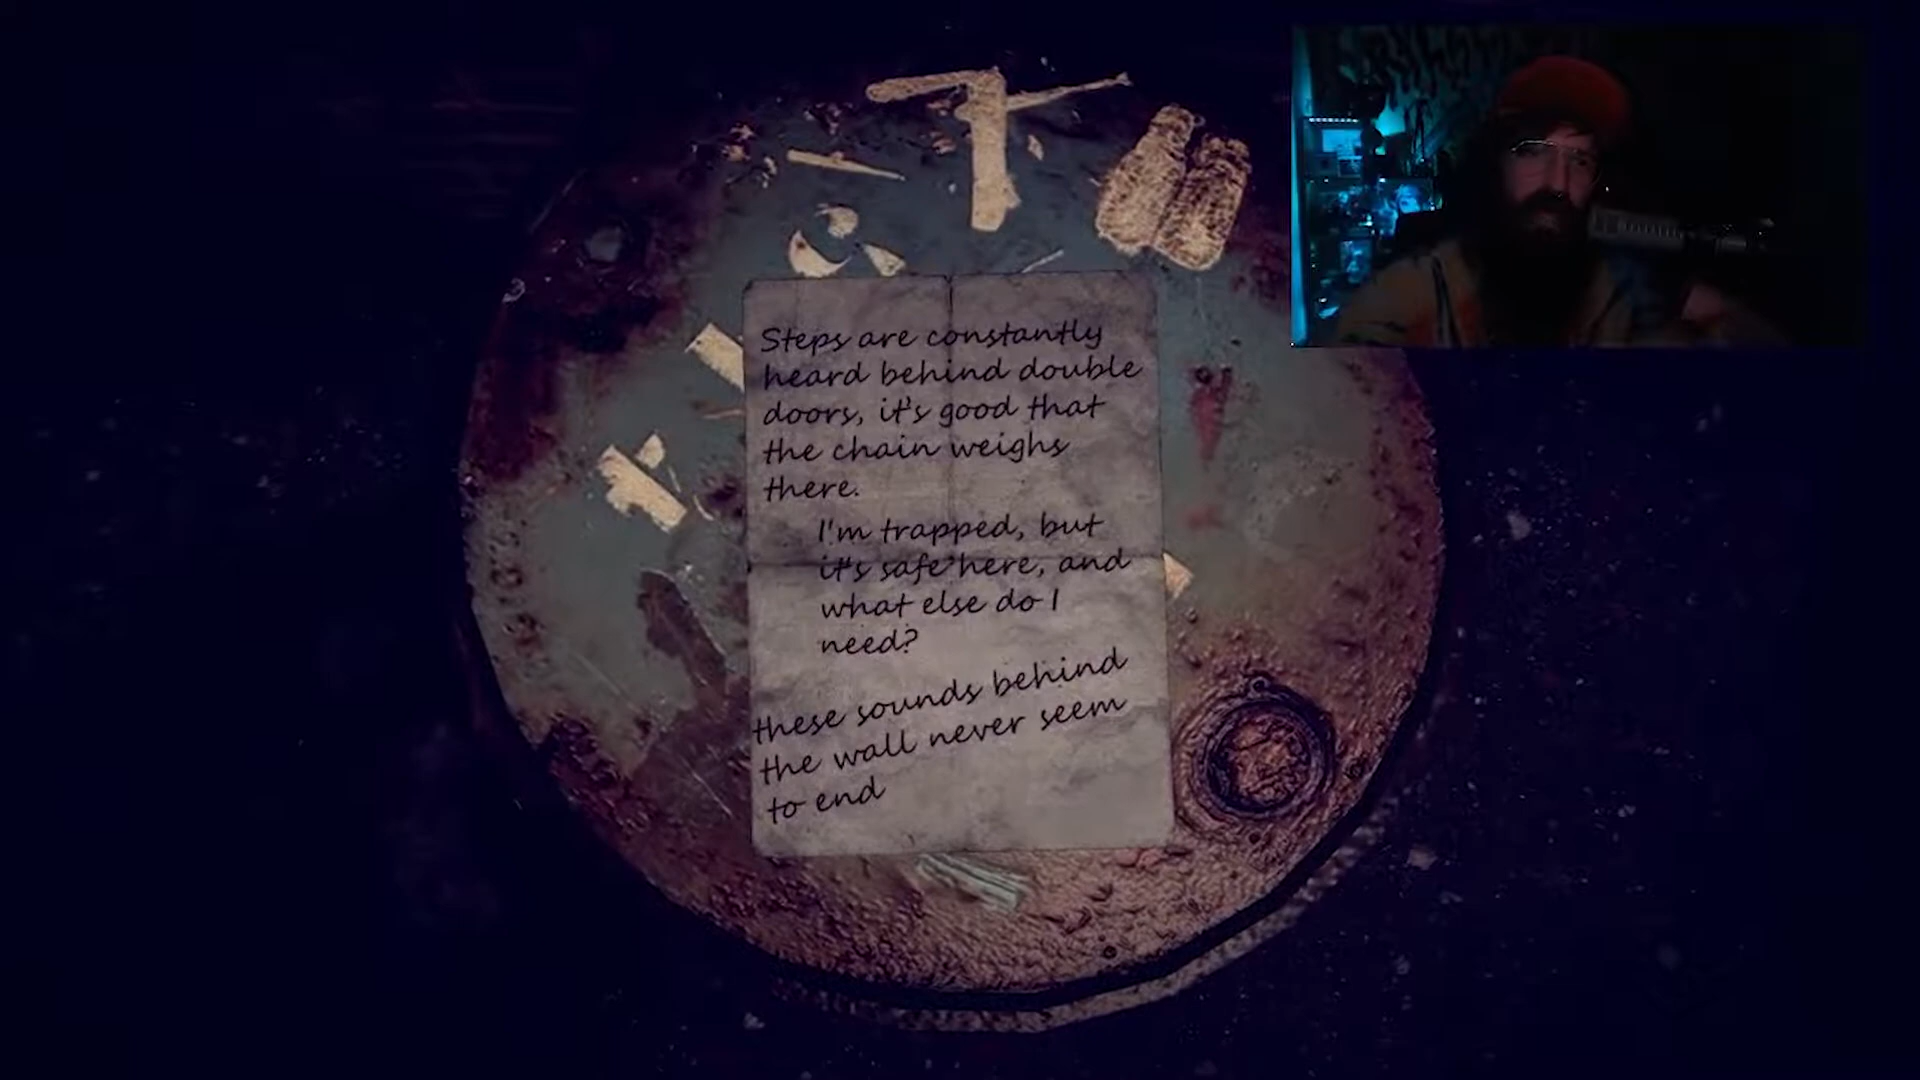 Steps are constantly
heard behind double
doors, it's good that
the chain weighs
there.
I'm trapped, but
it's safe here, and
what else do I
need?
these sounds behind
the wall never seem
to end